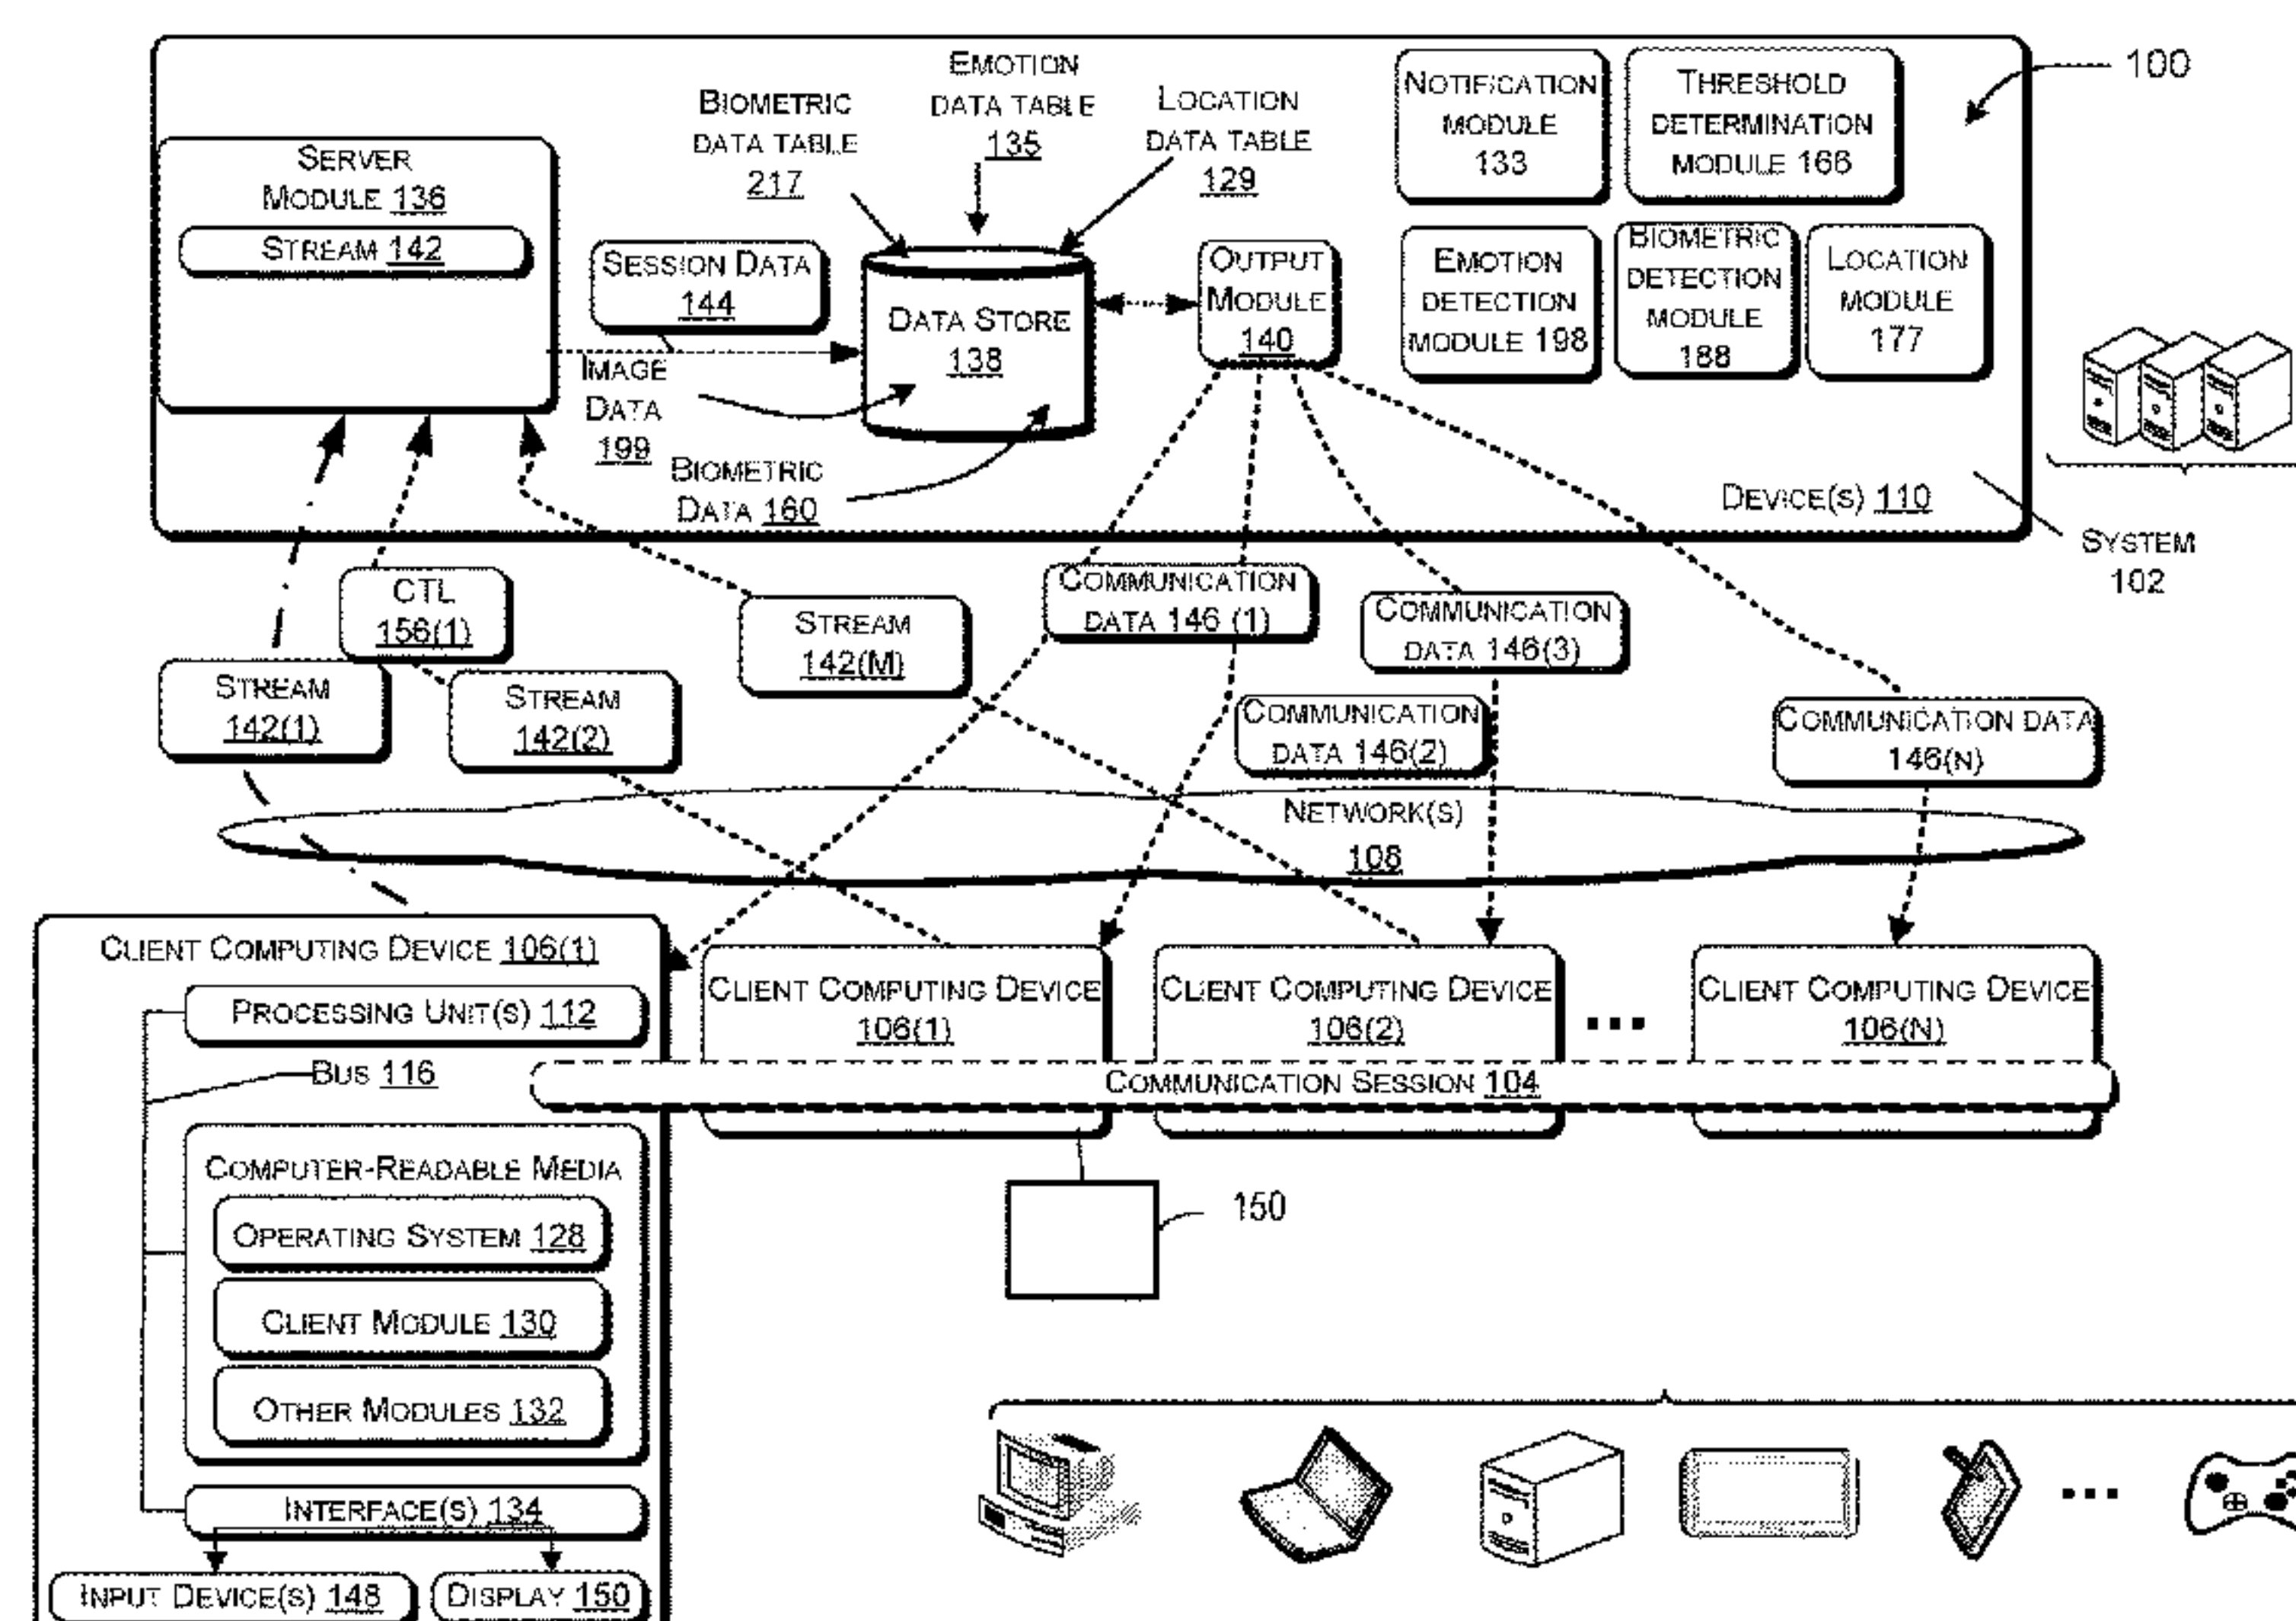 EMOTION
DATA TABLE
135
BIOMETRIC
DATA TABLE
217
LOCATION
DATA TABLE
129
NOTIFICATION
MODULE
133
THRESHOLD
DETERMINATION
MODULE 166
100
SERVER
MODULE 136
STREAM 142
SESSION DATA
144
DATA STORE
138
OUTPUT
MODULE
140
EMOTION
DETECTION
MODULE 198
BIOMETRIC
DETECTION
MODULE
188
LOCATION
MODULE
177
IMAGE
DATA
199
BIOMETRIC
DATA 160
DEVICE(S) 110
SYSTEM
102
CTL
156(1)
STREAM
142(1)
STREAM
142(2)
STREAM
142(M)
COMMUNICATION
DATA 146 (1)
COMMUNICATION
DATA 146(3)
COMMUNICATION
DATA 146(2)
COMMUNICATION DATA
146(N)
NETWORK(S)
108
CLIENT COMPUTING DEVICE 106(1)
PROCESSING UNIT(S) 112
BUS 116
COMPUTER-READABLE MEDIA
OPERATING SYSTEM 128
CLIENT MODULE 130
OTHER MODULES 132
INTERFACE(S) 134
INPUT DEVICE(S) 148
DISPLAY 150
CLIENT COMPUTING DEVICE
106(1)
CLIENT COMPUTING DEVICE
106(2)
...
CLIENT COMPUTING DEVICE
106(N)
COMMUNICATION SESSION 104
150
...